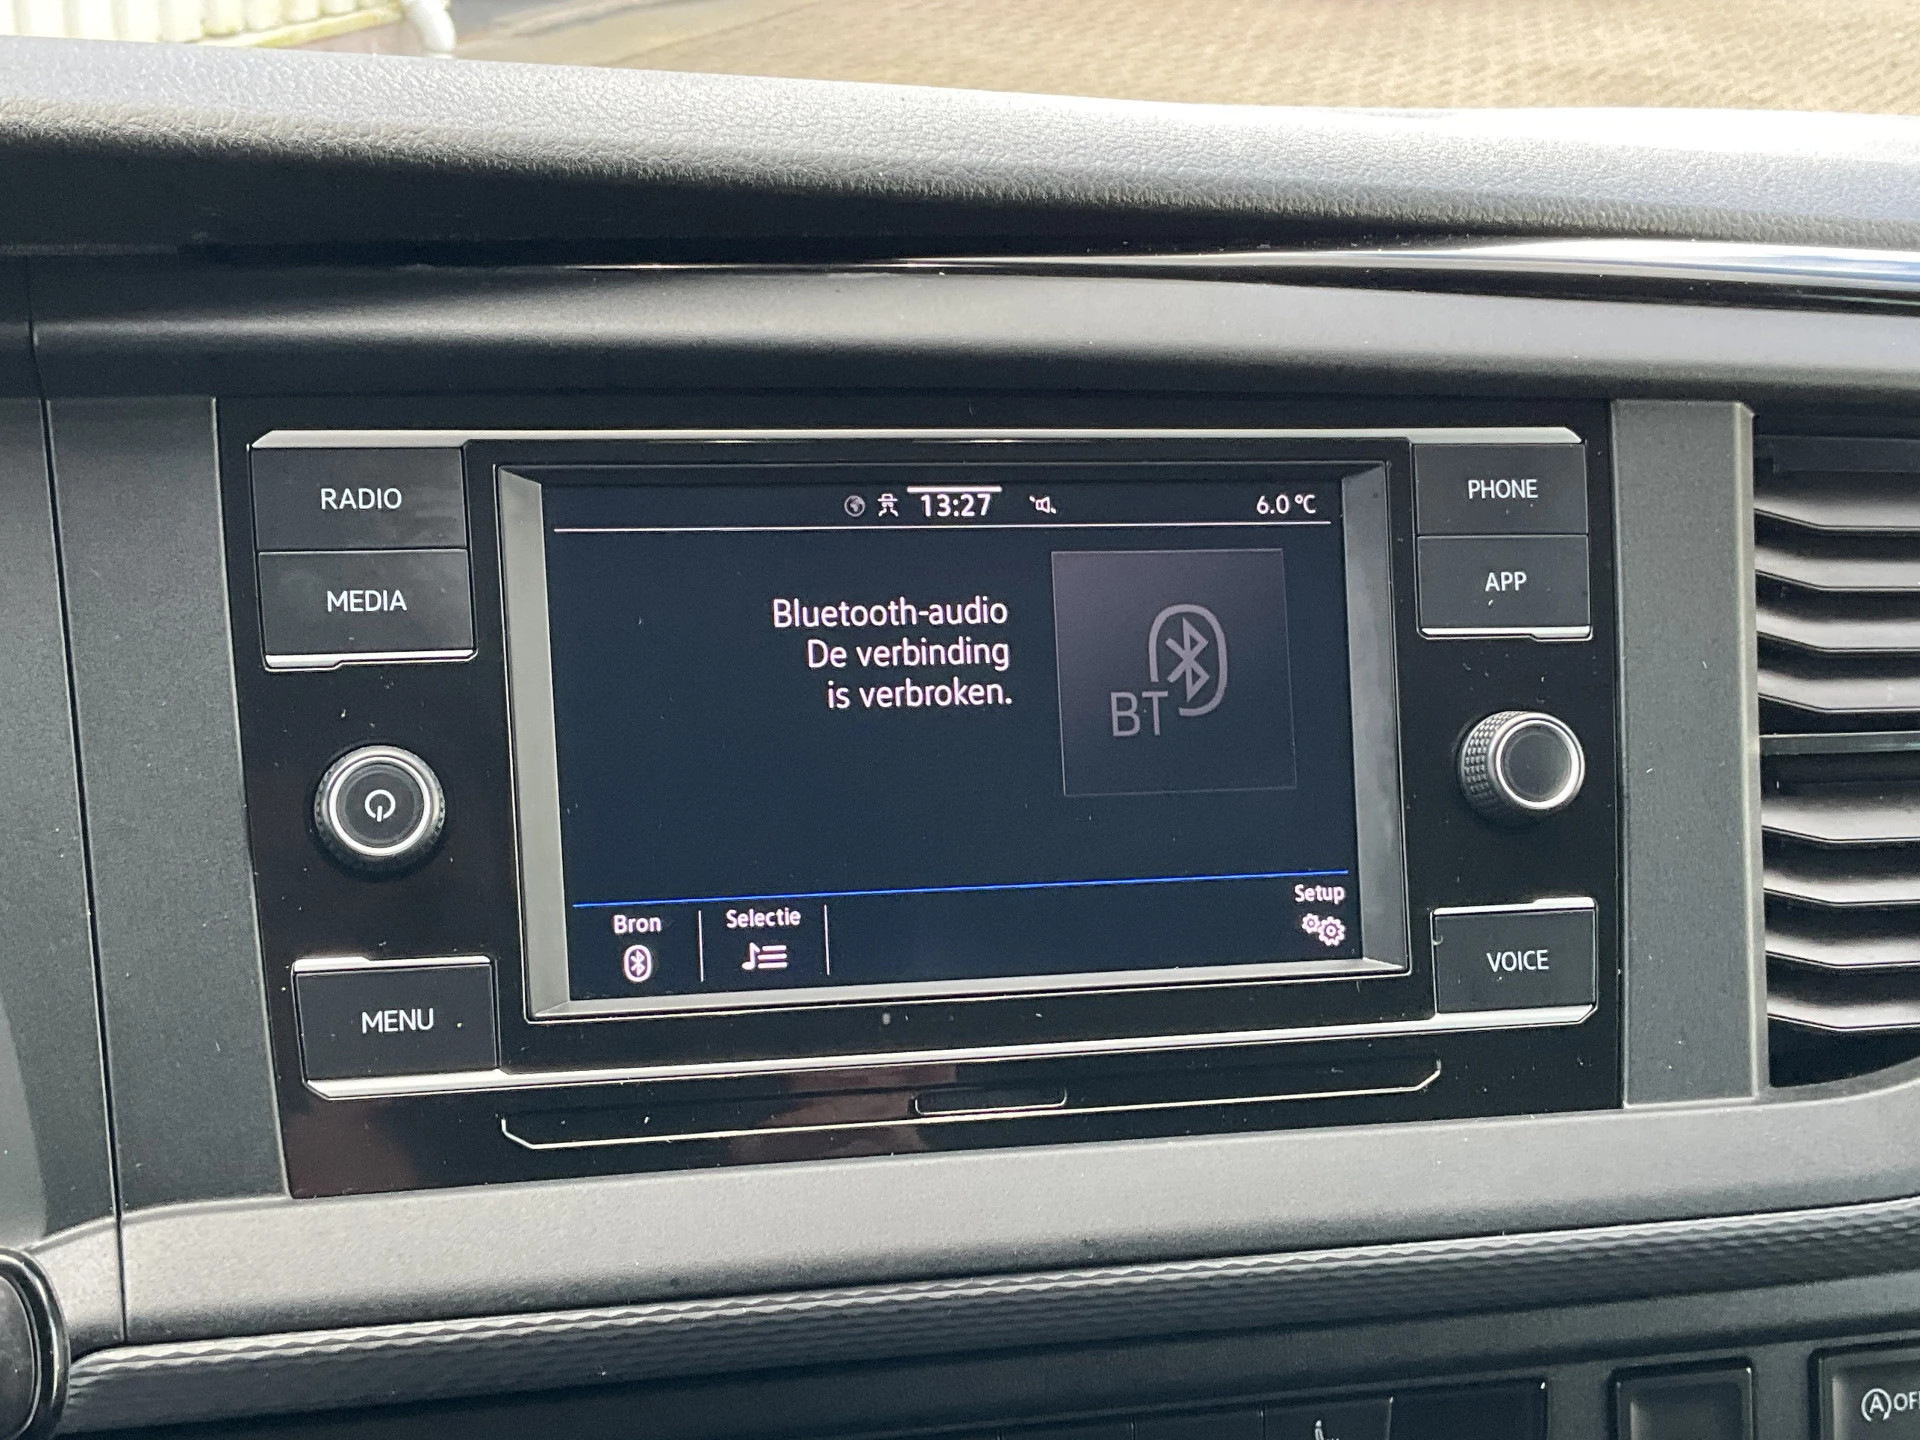 RADIO
MEDIA
MENU
13:27
6.0 °C
Bluetooth-audio
De verbinding
is verbroken.
BT
Bron
Selectie
Setup
PHONE
APP
VOICE